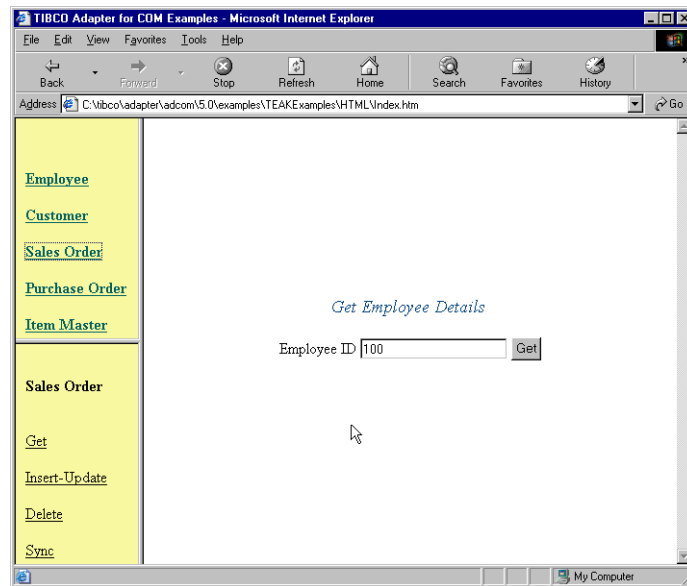 TIBCO Adapter for COM Examples - Microsoft Internet Explorer
File Edit View Favorites Tools Help
Back Forward Stop Refresh Home Search Favorites History »
Address C:\tibco\adapter\adcom\5.0\examples\TEAKExamples\HTML\Index.htm Go
Employee
Customer
Sales Order
Purchase Order
Item Master
Sales Order
Get
Insert-Update
Delete
Sync
Get Employee Details
Employee ID 100 Get
My Computer